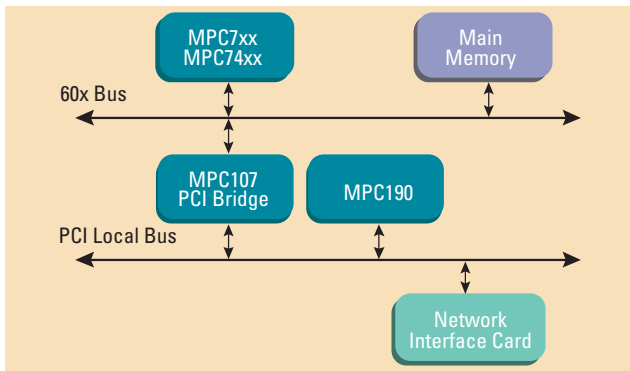 MPC7xx
MPC74xx
Main
Memory
60x Bus
MPC107
PCI Bridge
MPC190
PCI Local Bus
Network
Interface Card